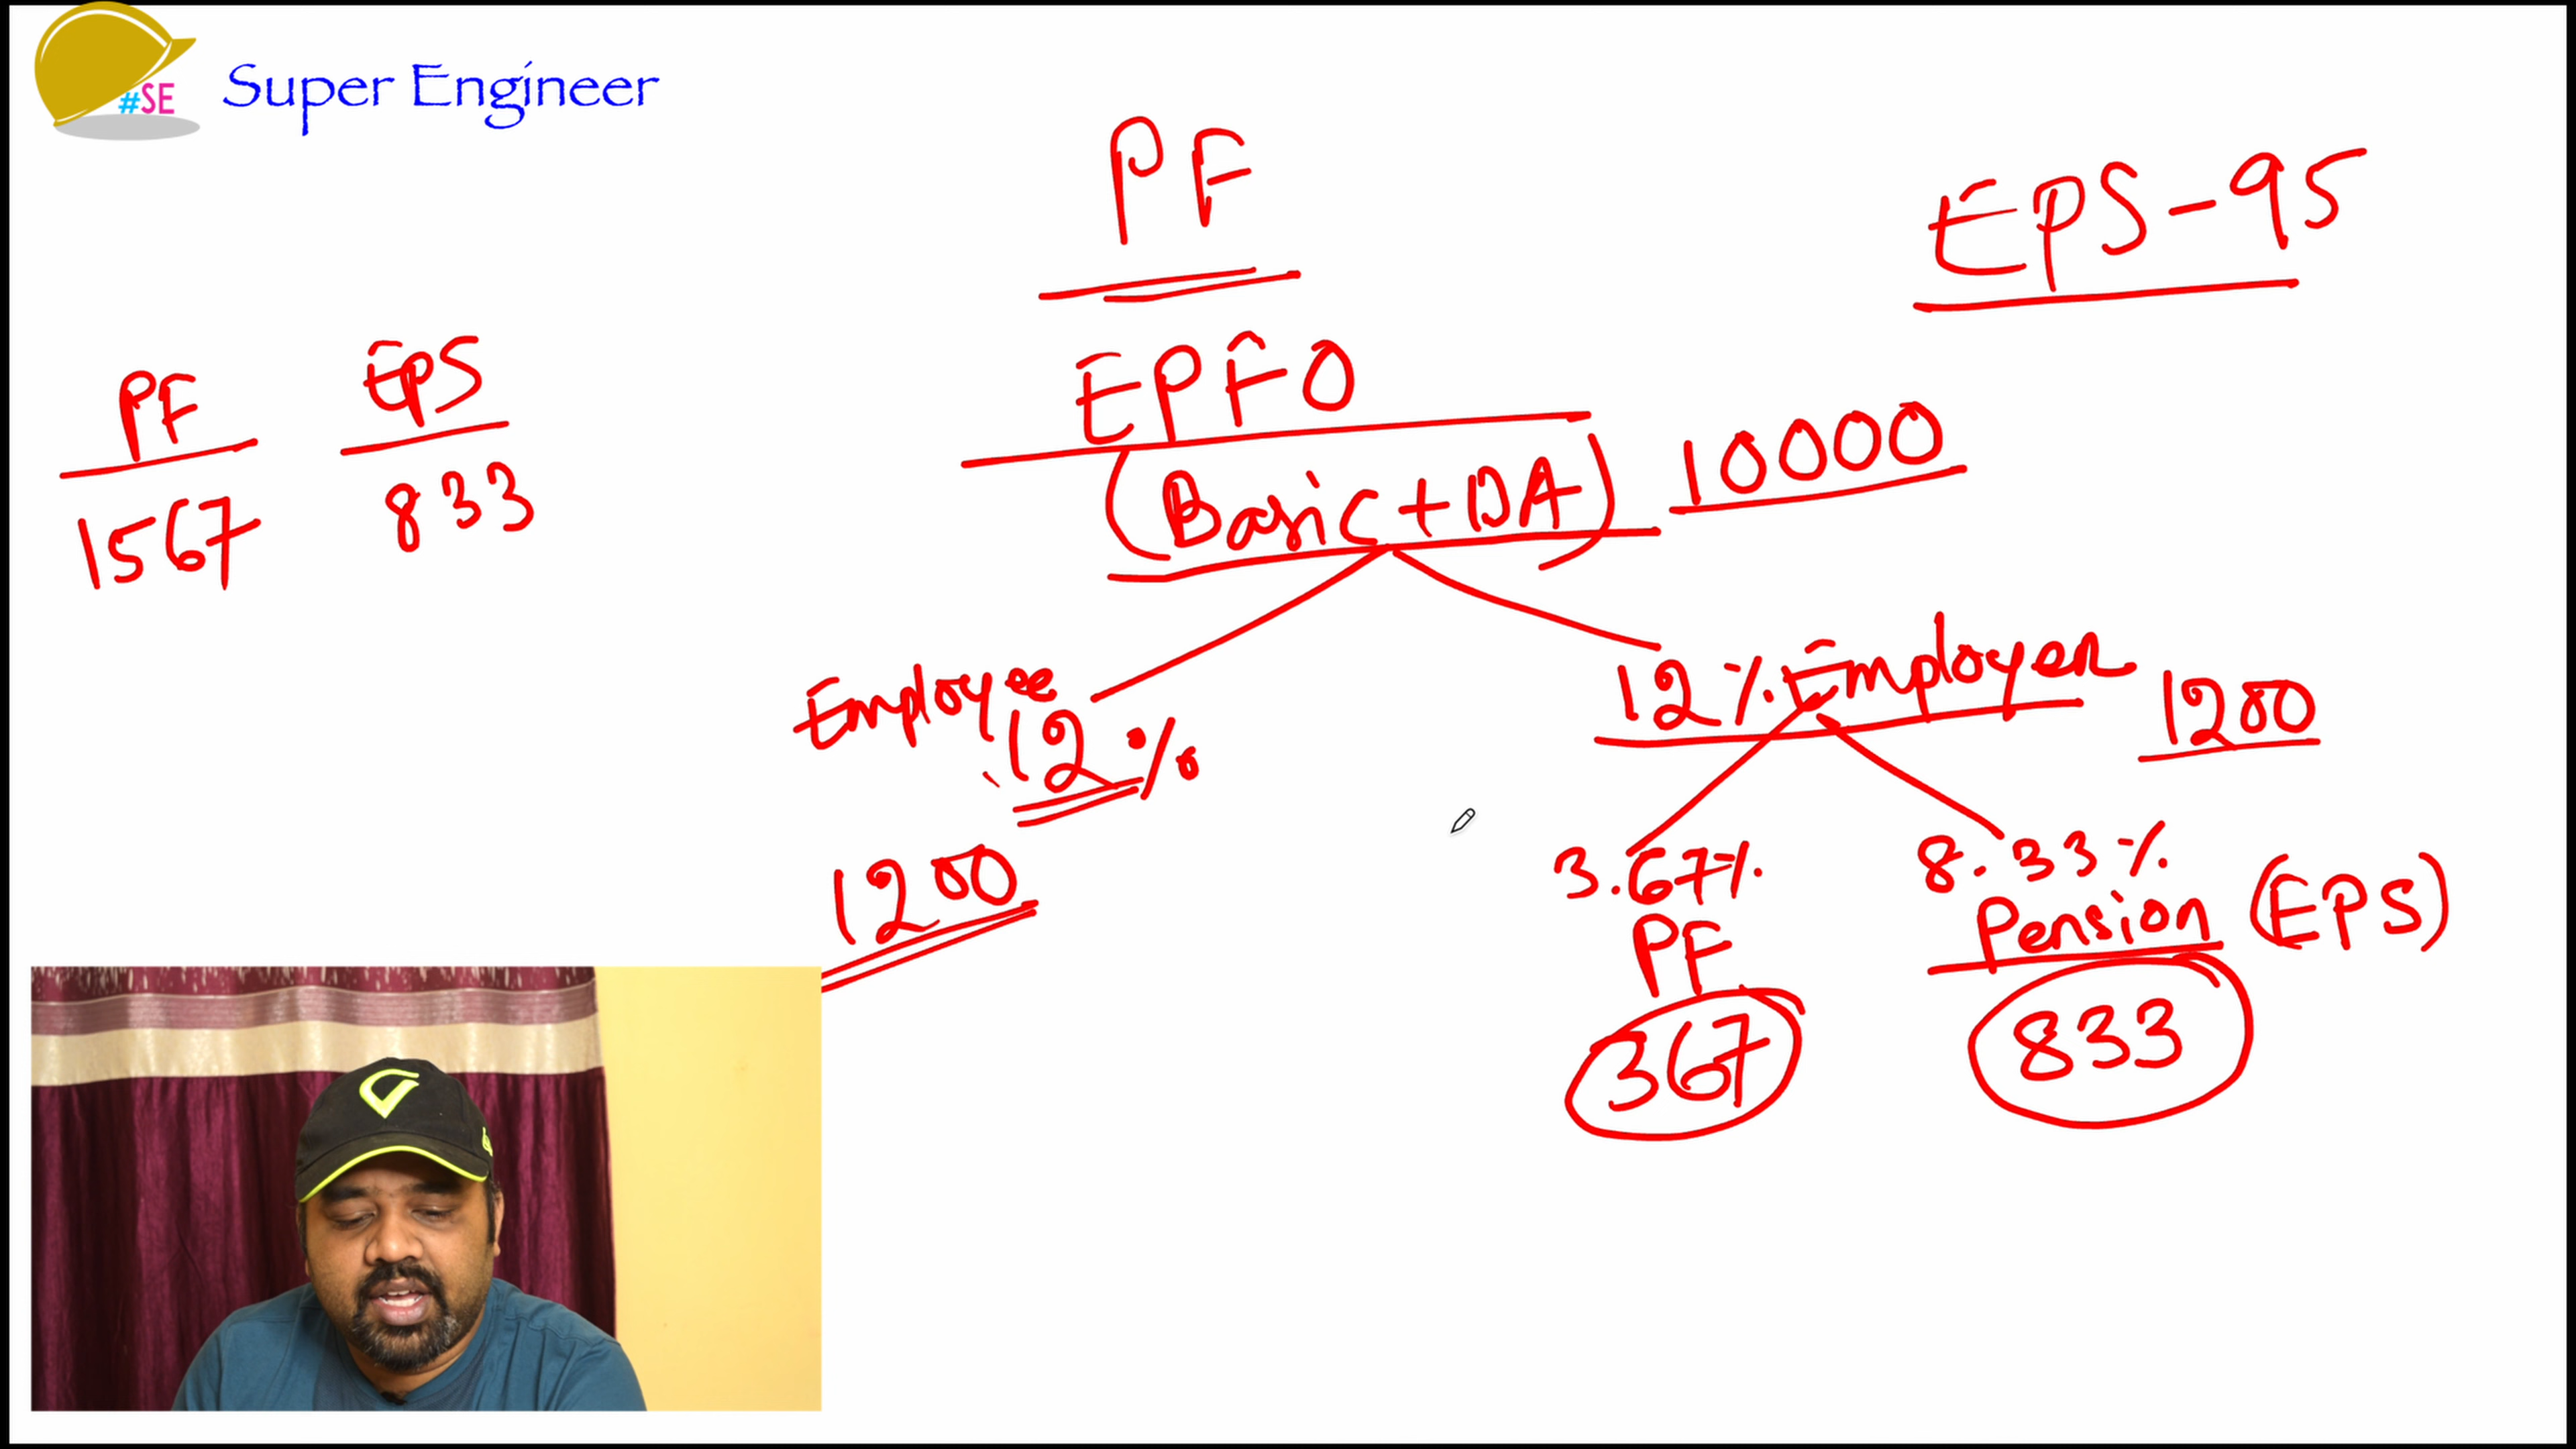 #SE Super Engineer
PF
EPS-95
EPFO
(Basic + DA) 10000
PF EPS
1567 833
Employee
12%
1200
12% Employer 1200
3.67% 8.33%
PF Pension (EPS)
367 833